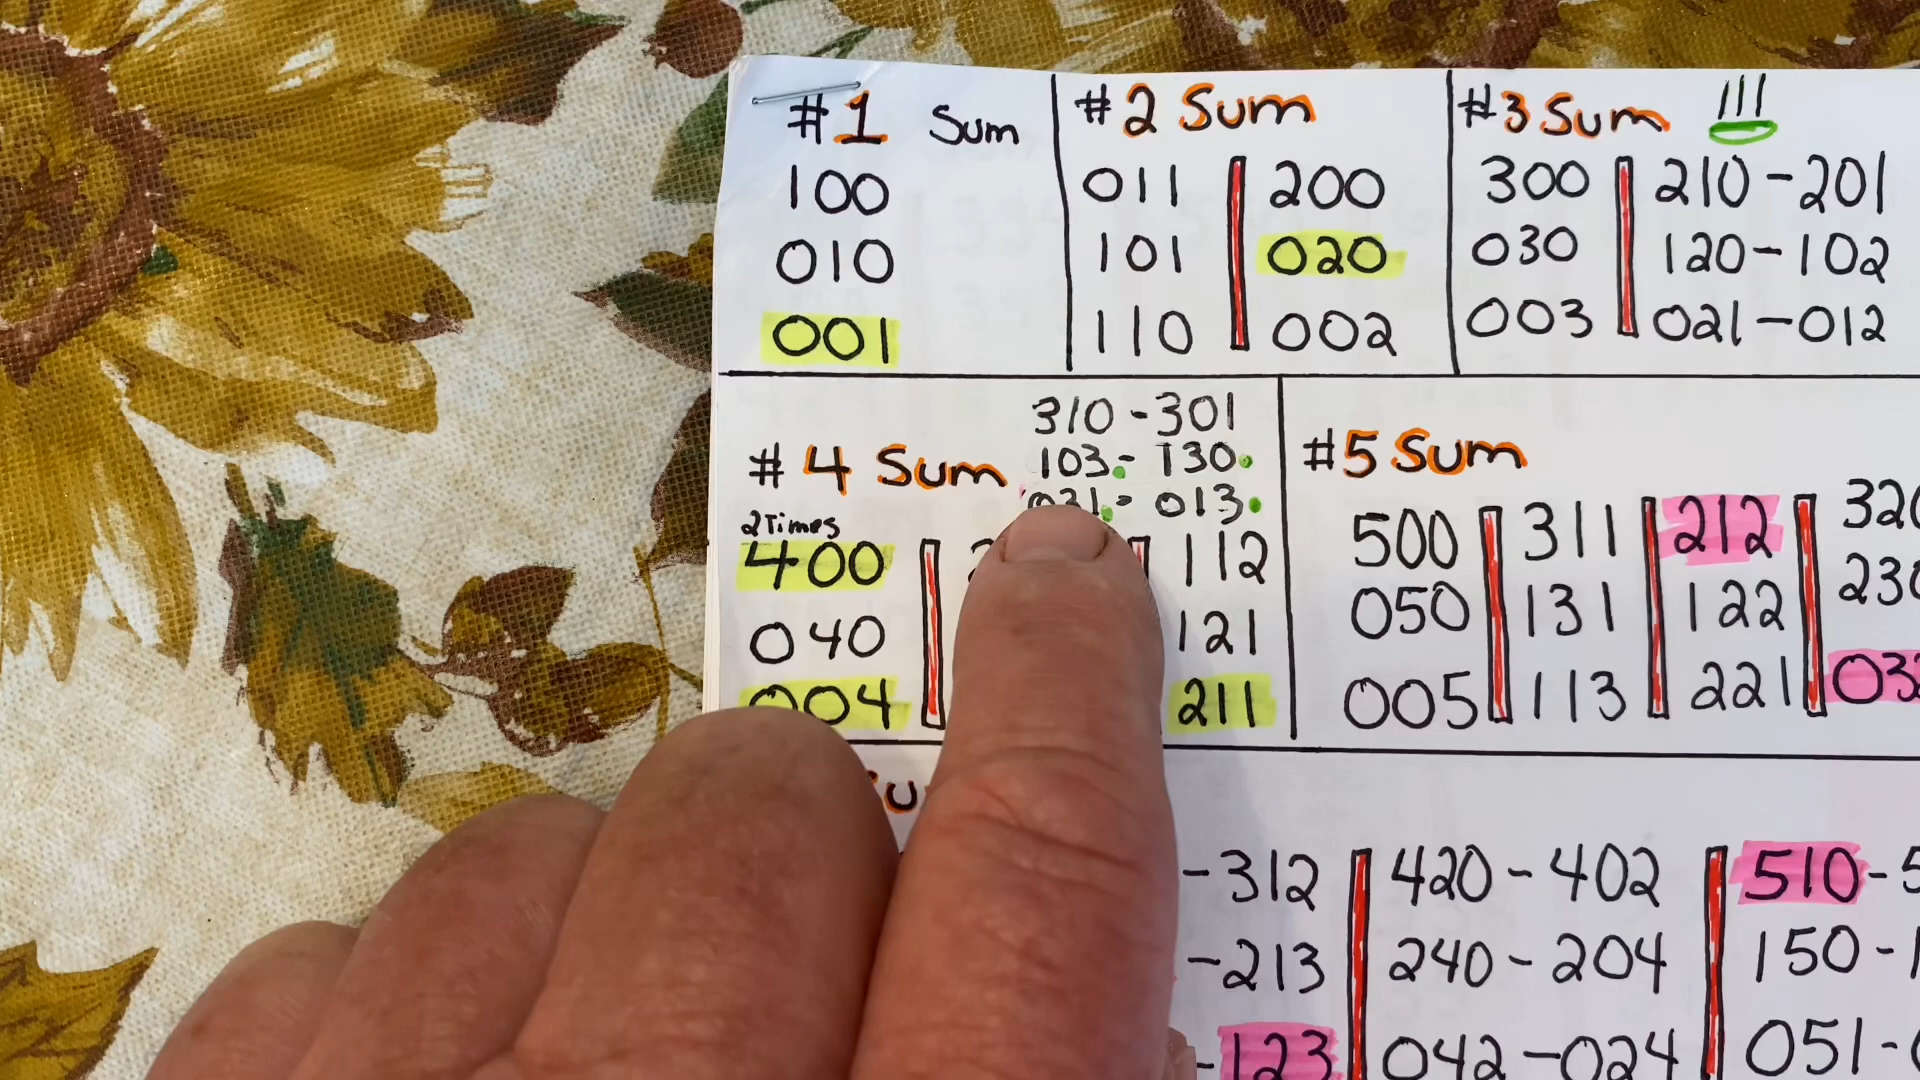 #1 Sum
100
010
001
#2 Sum
011 200
101 020
110 002
#3 Sum 111
300 210-201
030 120-102
003 021-012
#4 Sum
310-301
103-130
013
2 Times
400 112
040 121
004 211
#5 Sum
500 311 212
050 131 122
005 113 221
-312 420-402 510-
-213 240-204 150-
-123 042-024 051-